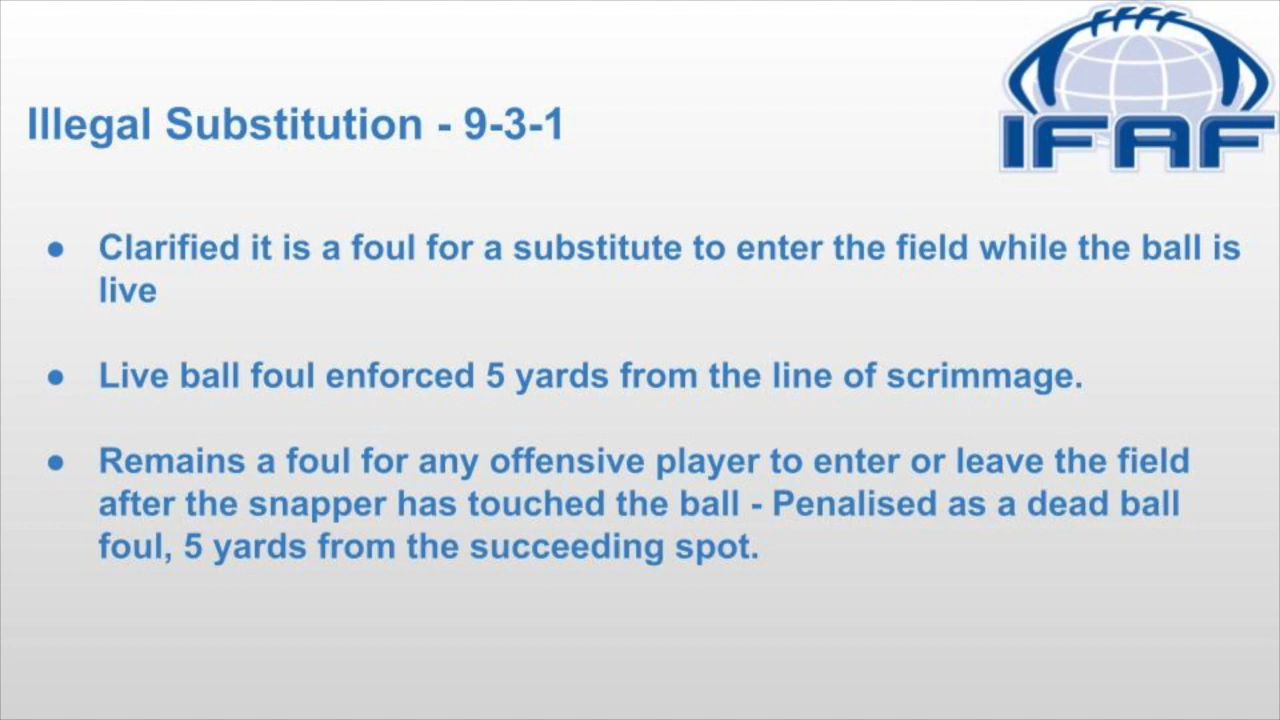 Illegal Substitution - 9-3-1
IFAF
● Clarified it is a foul for a substitute to enter the field while the ball is
live
● Live ball foul enforced 5 yards from the line of scrimmage.
● Remains a foul for any offensive player to enter or leave the field
after the snapper has touched the ball - Penalised as a dead ball
foul, 5 yards from the succeeding spot.